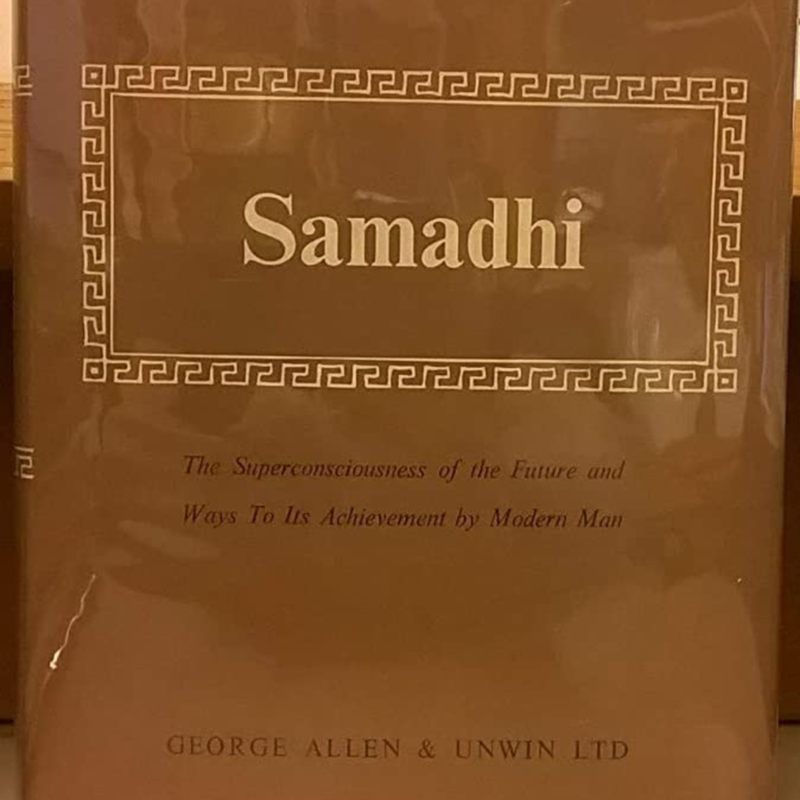 Samadhi
The Superconsciousness of the Future and
Ways To Its Achievement by Modern Man
GEORGE ALLEN & UNWIN LTD